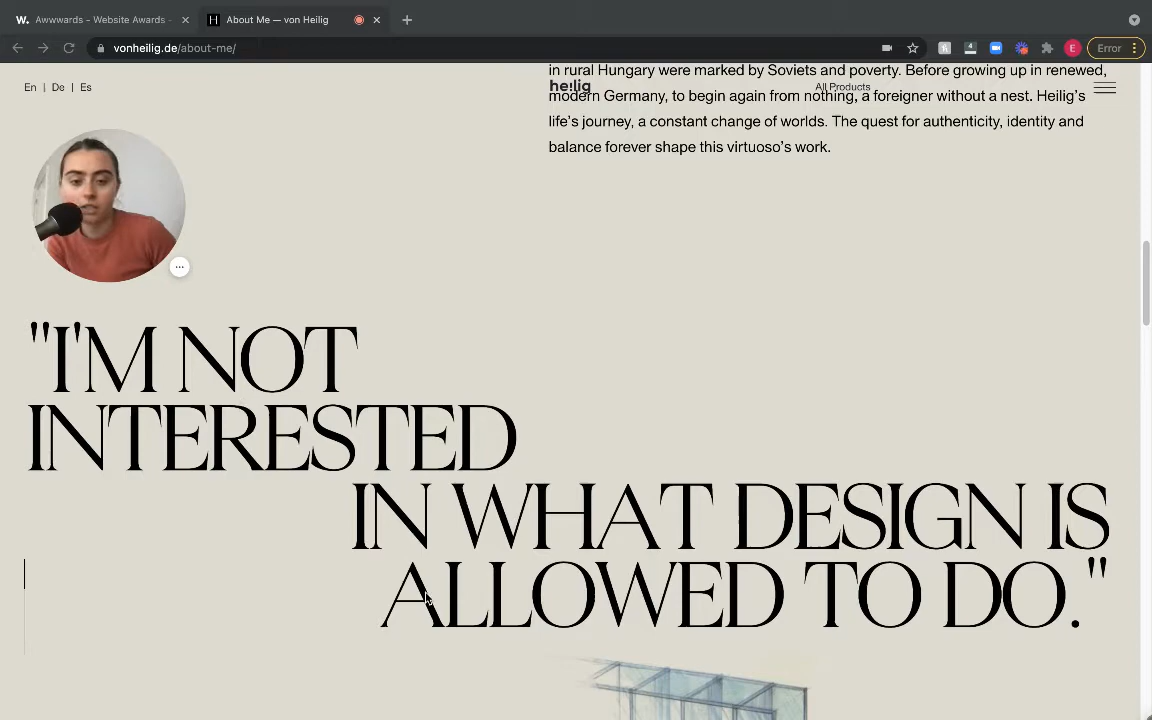 W. Awwwards - Website Awards -
H About Me — von Heilig
vonheilig.de/about-me/
4
E
Error
in rural Hungary were marked by Soviets and poverty. Before growing up in renewed,
En | De | Es
he!lig
All Products
modern Germany, to begin again from nothing, a foreigner without a nest. Heilig's
life's journey, a constant change of worlds. The quest for authenticity, identity and
balance forever shape this virtuoso's work.
"I'M NOT
INTERESTED
IN WHAT DESIGN IS
ALLOWED TO DO."